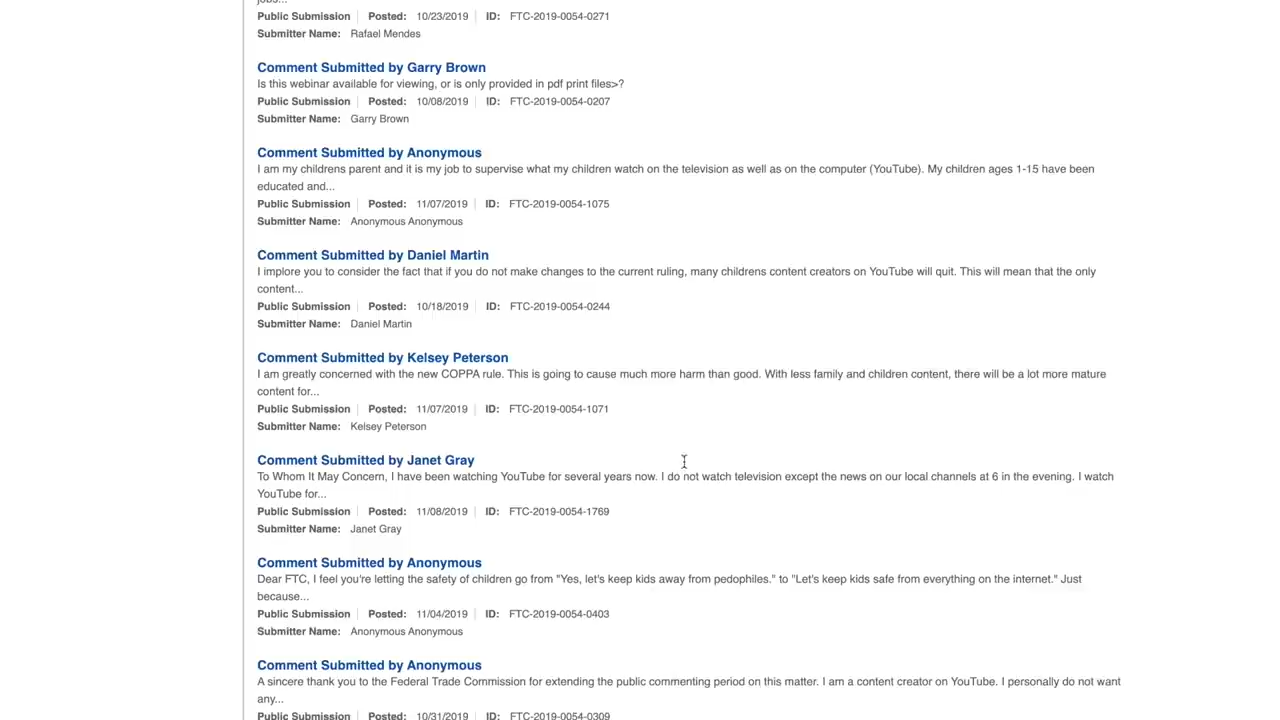 jobs...
Public Submission Posted: 10/23/2019 ID: FTC-2019-0054-0271
Submitter Name: Rafael Mendes
Comment Submitted by Garry Brown
Is this webinar available for viewing, or is only provided in pdf print files>?
Public Submission Posted: 10/08/2019 ID: FTC-2019-0054-0207
Submitter Name: Garry Brown
Comment Submitted by Anonymous
I am my childrens parent and it is my job to supervise what my children watch on the television as well as on the computer (YouTube). My children ages 1-15 have been
educated and...
Public Submission Posted: 11/07/2019 ID: FTC-2019-0054-1075
Submitter Name: Anonymous Anonymous
Comment Submitted by Daniel Martin
I implore you to consider the fact that if you do not make changes to the current ruling, many childrens content creators on YouTube will quit. This will mean that the only
content...
Public Submission Posted: 10/18/2019 ID: FTC-2019-0054-0244
Submitter Name: Daniel Martin
Comment Submitted by Kelsey Peterson
I am greatly concerned with the new COPPA rule. This is going to cause much more harm than good. With less family and children content, there will be a lot more mature
content for...
Public Submission Posted: 11/07/2019 ID: FTC-2019-0054-1071
Submitter Name: Kelsey Peterson
Comment Submitted by Janet Gray
To Whom It May Concern, I have been watching YouTube for several years now. I do not watch television except the news on our local channels at 6 in the evening. I watch
YouTube for...
Public Submission Posted: 11/08/2019 ID: FTC-2019-0054-1769
Submitter Name: Janet Gray
Comment Submitted by Anonymous
Dear FTC, I feel you're letting the safety of children go from "Yes, let's keep kids away from pedophiles." to "Let's keep kids safe from everything on the internet." Just
because...
Public Submission Posted: 11/04/2019 ID: FTC-2019-0054-0403
Submitter Name: Anonymous Anonymous
Comment Submitted by Anonymous
A sincere thank you to the Federal Trade Commission for extending the public commenting period on this matter. I am a content creator on YouTube. I personally do not want
any...
Public Submission Posted: 10/31/2019 ID: FTC-2019-0054-0309